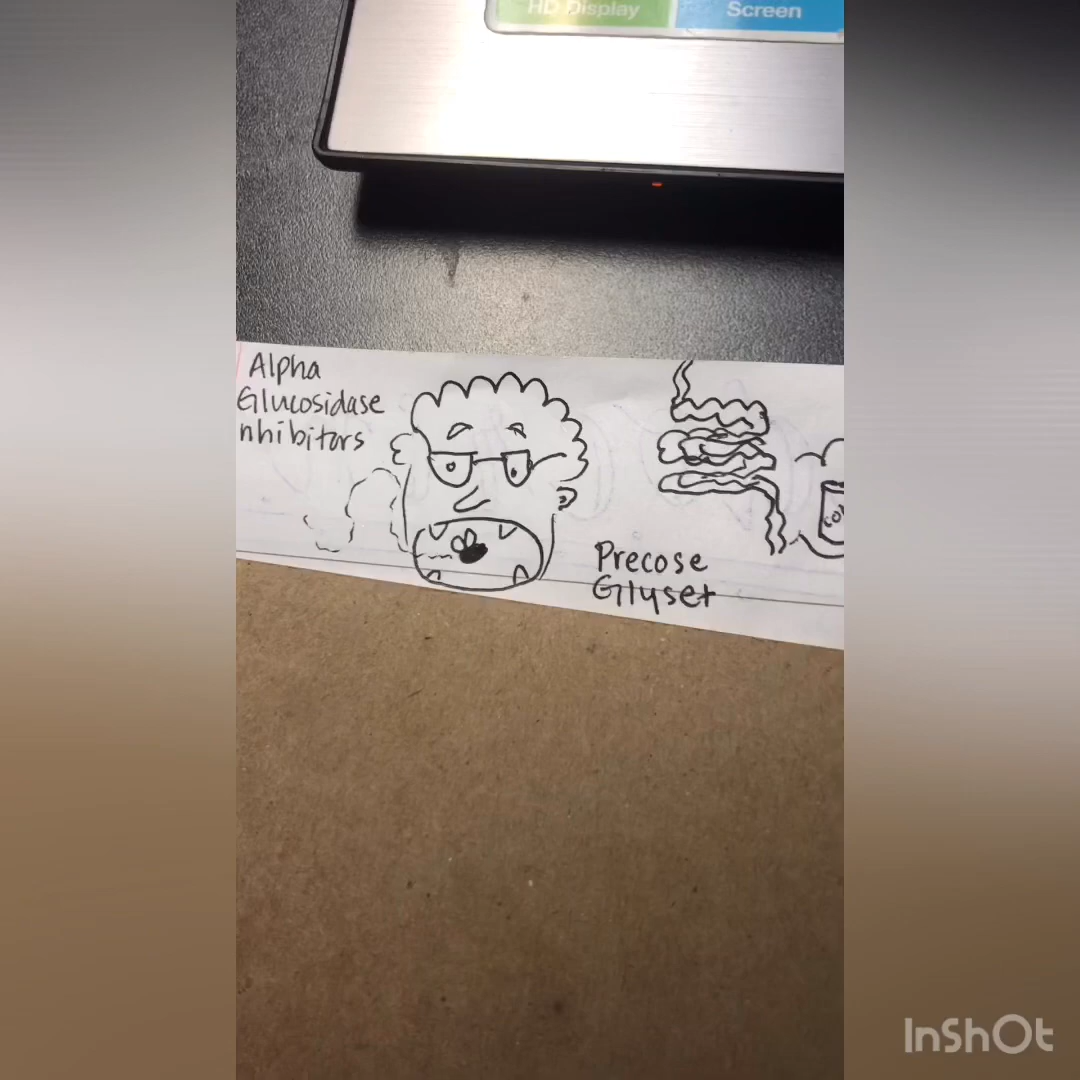 HD Display
Screen
Alpha
Glucosidase
nhibitors
Precose
Glyset
InShOt